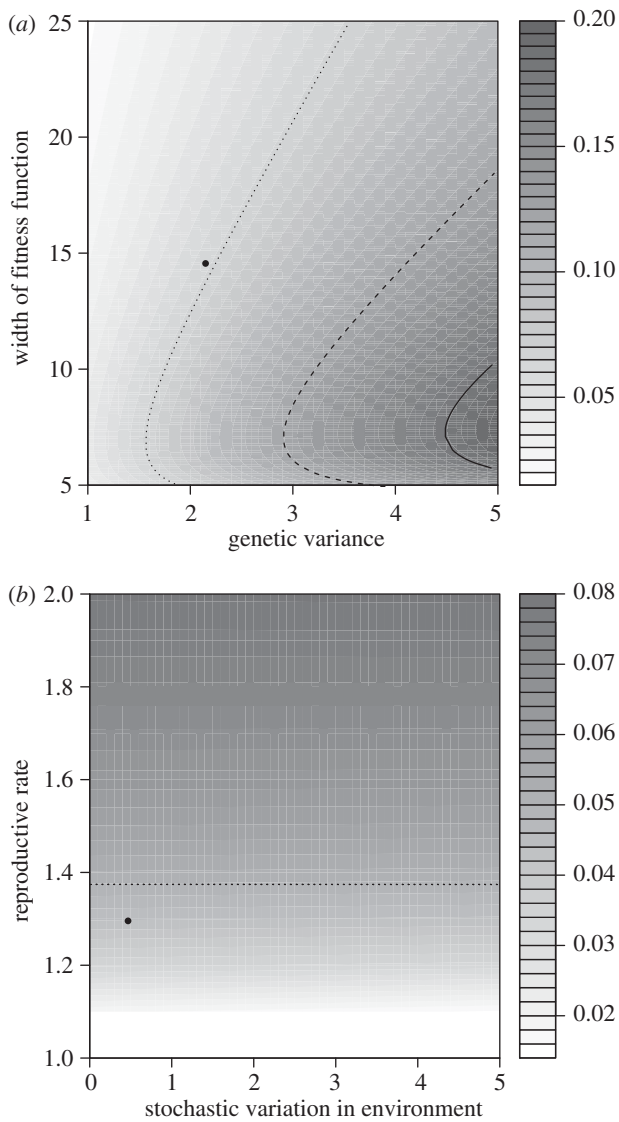 (a)
25
20
15
10
5
width of fitness function
1 2 3 4 5
genetic variance
0.20
0.15
0.10
0.05
(b)
2.0
1.8
1.6
1.4
1.2
1.0
reproductive rate
0 1 2 3 4 5
stochastic variation in environment
0.08
0.07
0.06
0.05
0.04
0.03
0.02